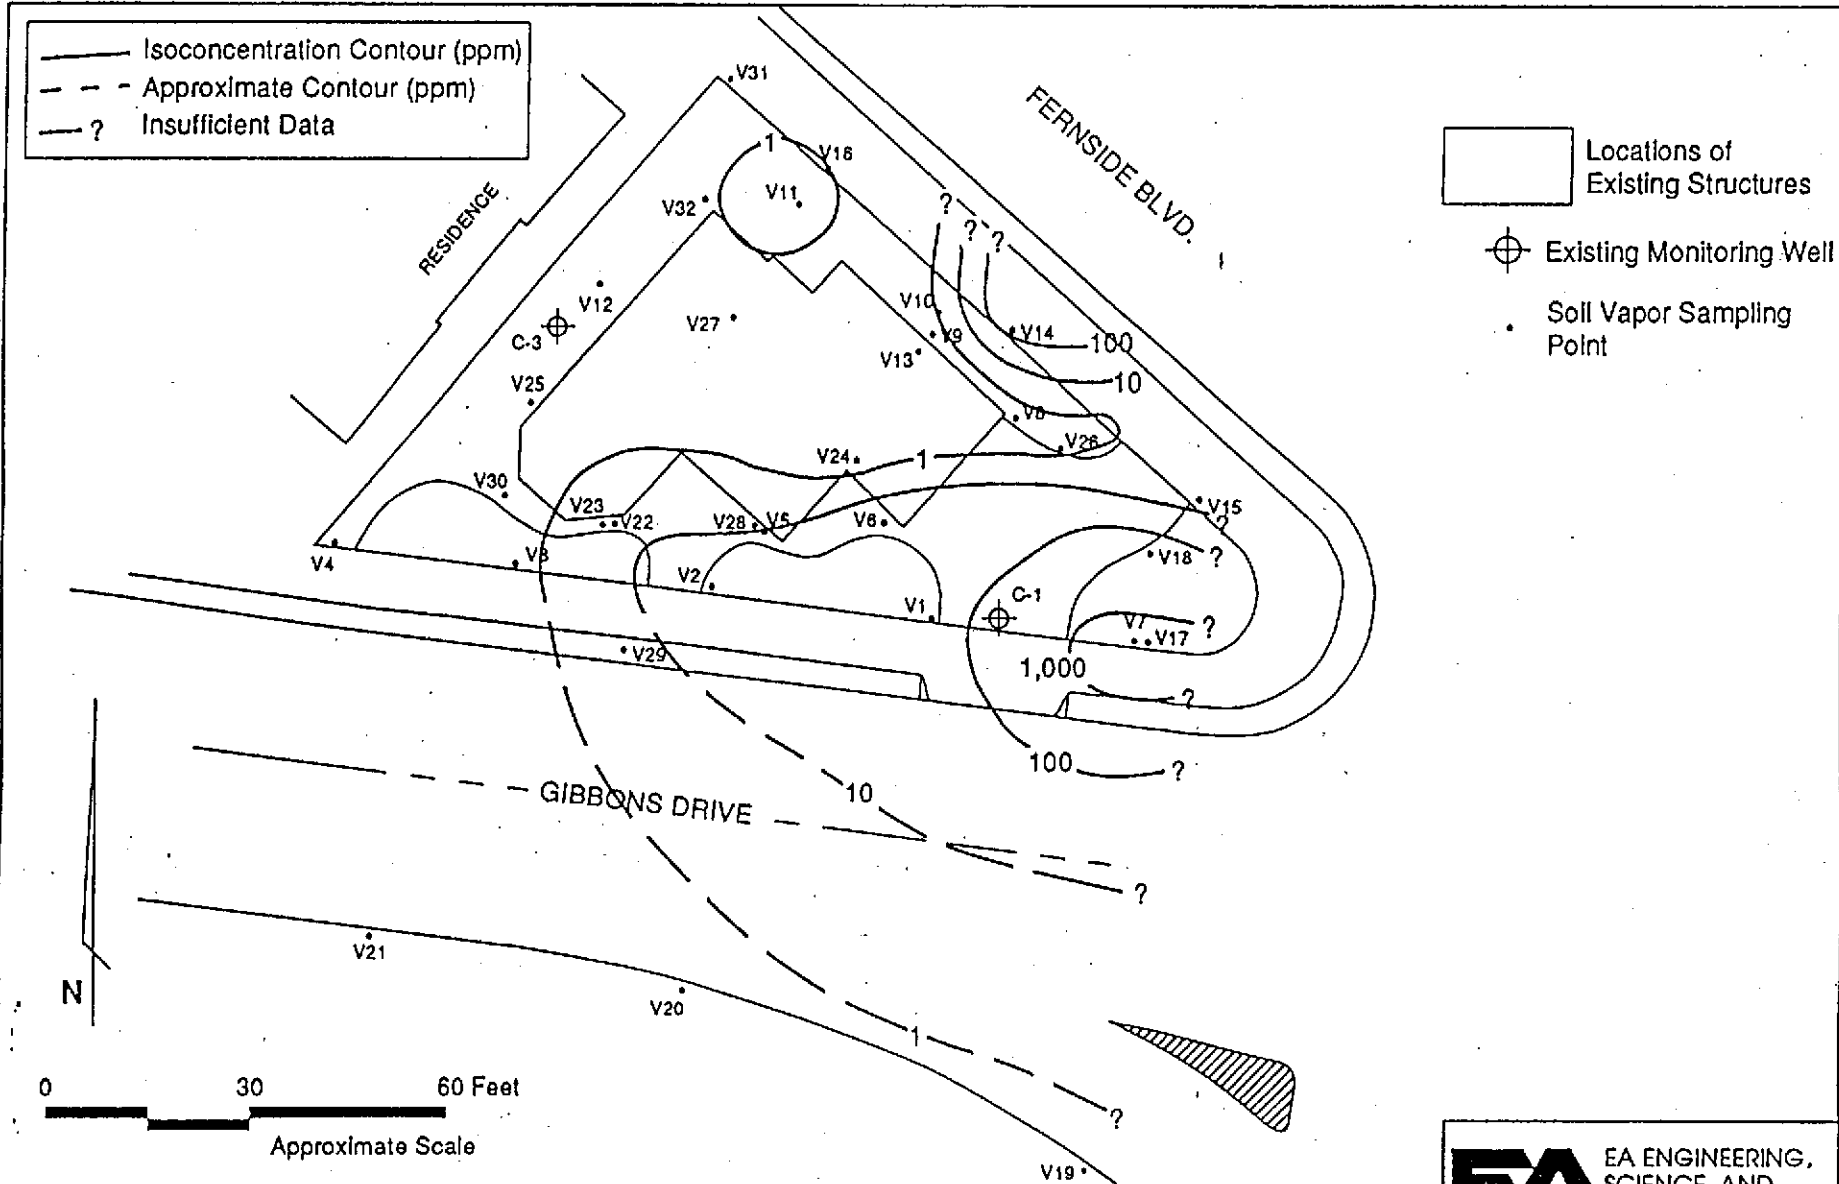 Isoconcentration Contour (ppm)
Approximate Contour (ppm)
? Insufficient Data
V31
FERNSIDE BLVD.
Locations of
Existing Structures
Existing Monitoring Well
Soil Vapor Sampling
Point
RESIDENCE
1
V16
V11
V32
?
?
?
V12
C-3
V27
V10
V9
V14
V13
100
10
V25
V8
V26
V24
1
V30
V23
V22
V28
V5
V6
V15
?
V18
?
V4
V3
V2
V1
C-1
V7
V17
?
V29
1,000
?
100
?
GIBBONS DRIVE
10
?
V21
V20
N
1
?
V19
0 30 60 Feet
Approximate Scale
EA
EA ENGINEERING,
SCIENCE, AND